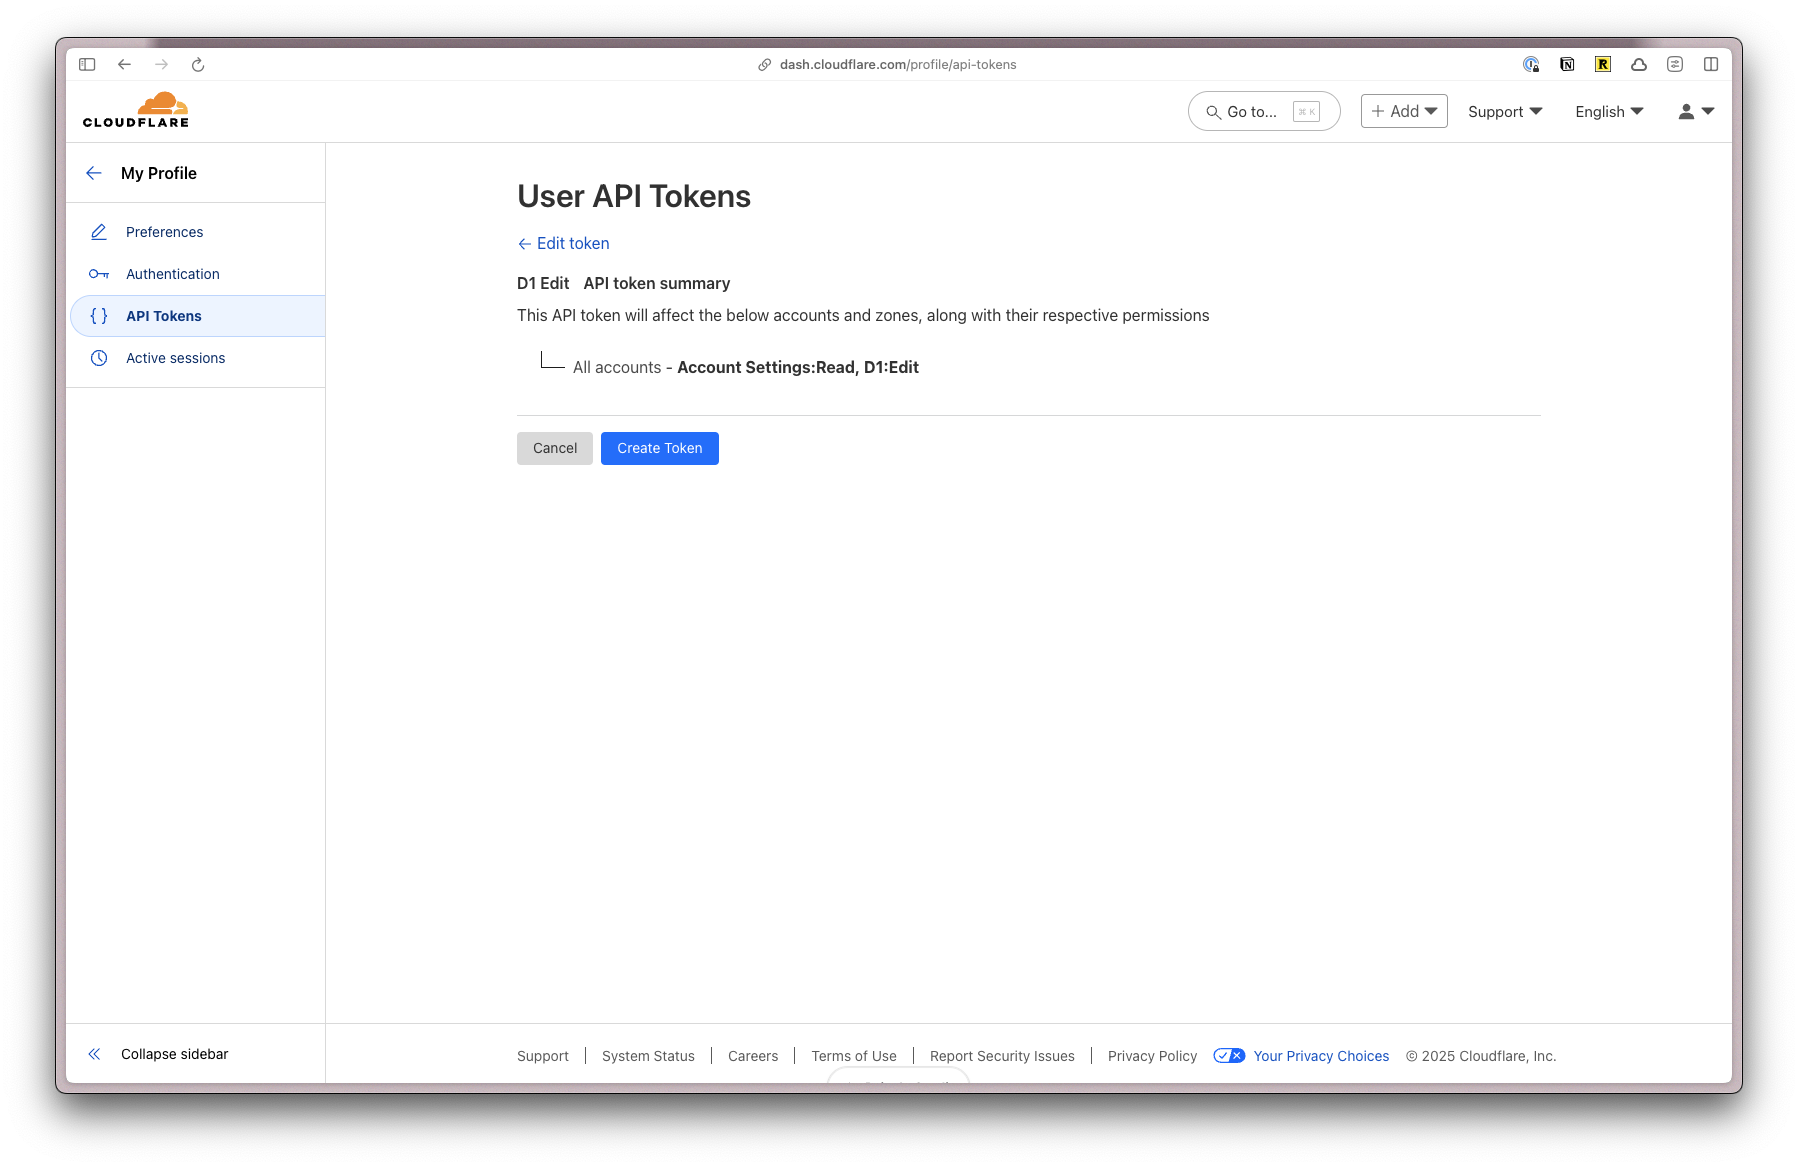 dash.cloudflare.com/profile/api-tokens
CLOUDFLARE
Go to... ⌘ K
+ Add
Support
English
My Profile
Preferences
Authentication
API Tokens
Active sessions
User API Tokens
← Edit token
D1 Edit API token summary
This API token will affect the below accounts and zones, along with their respective permissions
All accounts - Account Settings:Read, D1:Edit
Cancel
Create Token
Collapse sidebar
Support | System Status | Careers | Terms of Use | Report Security Issues | Privacy Policy Your Privacy Choices © 2025 Cloudflare, Inc.